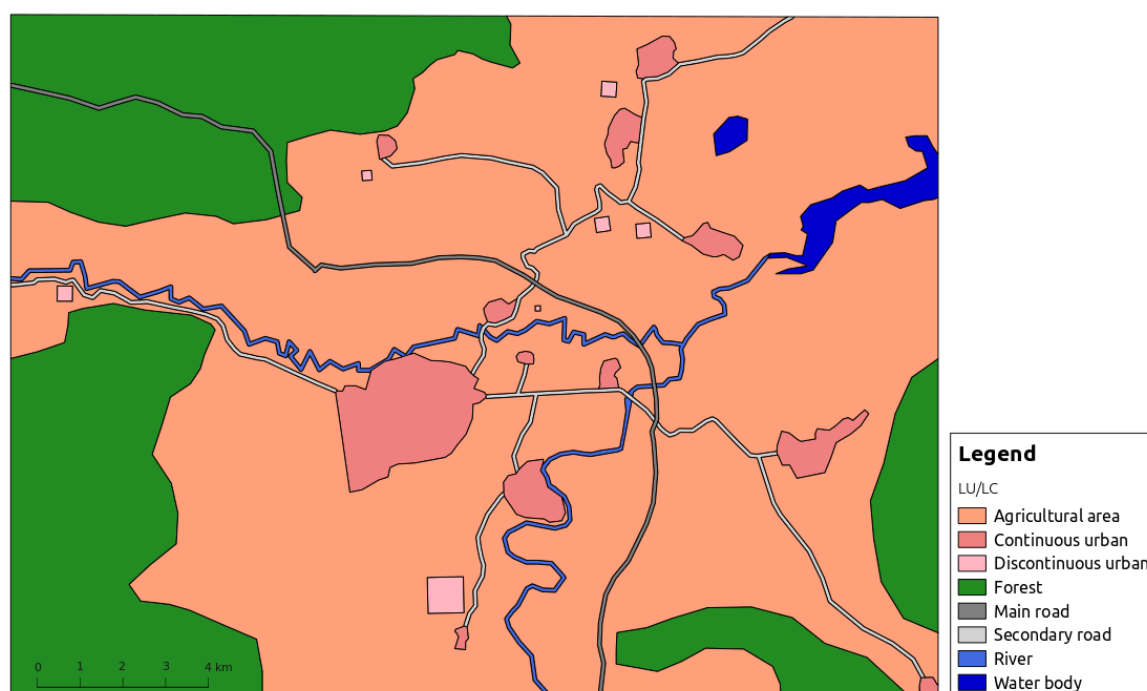 Legend
LU/LC
Agricultural area
Continuous urban
Discontinuous urban
Forest
Main road
Secondary road
River
Water body
0 1 2 3 4 km